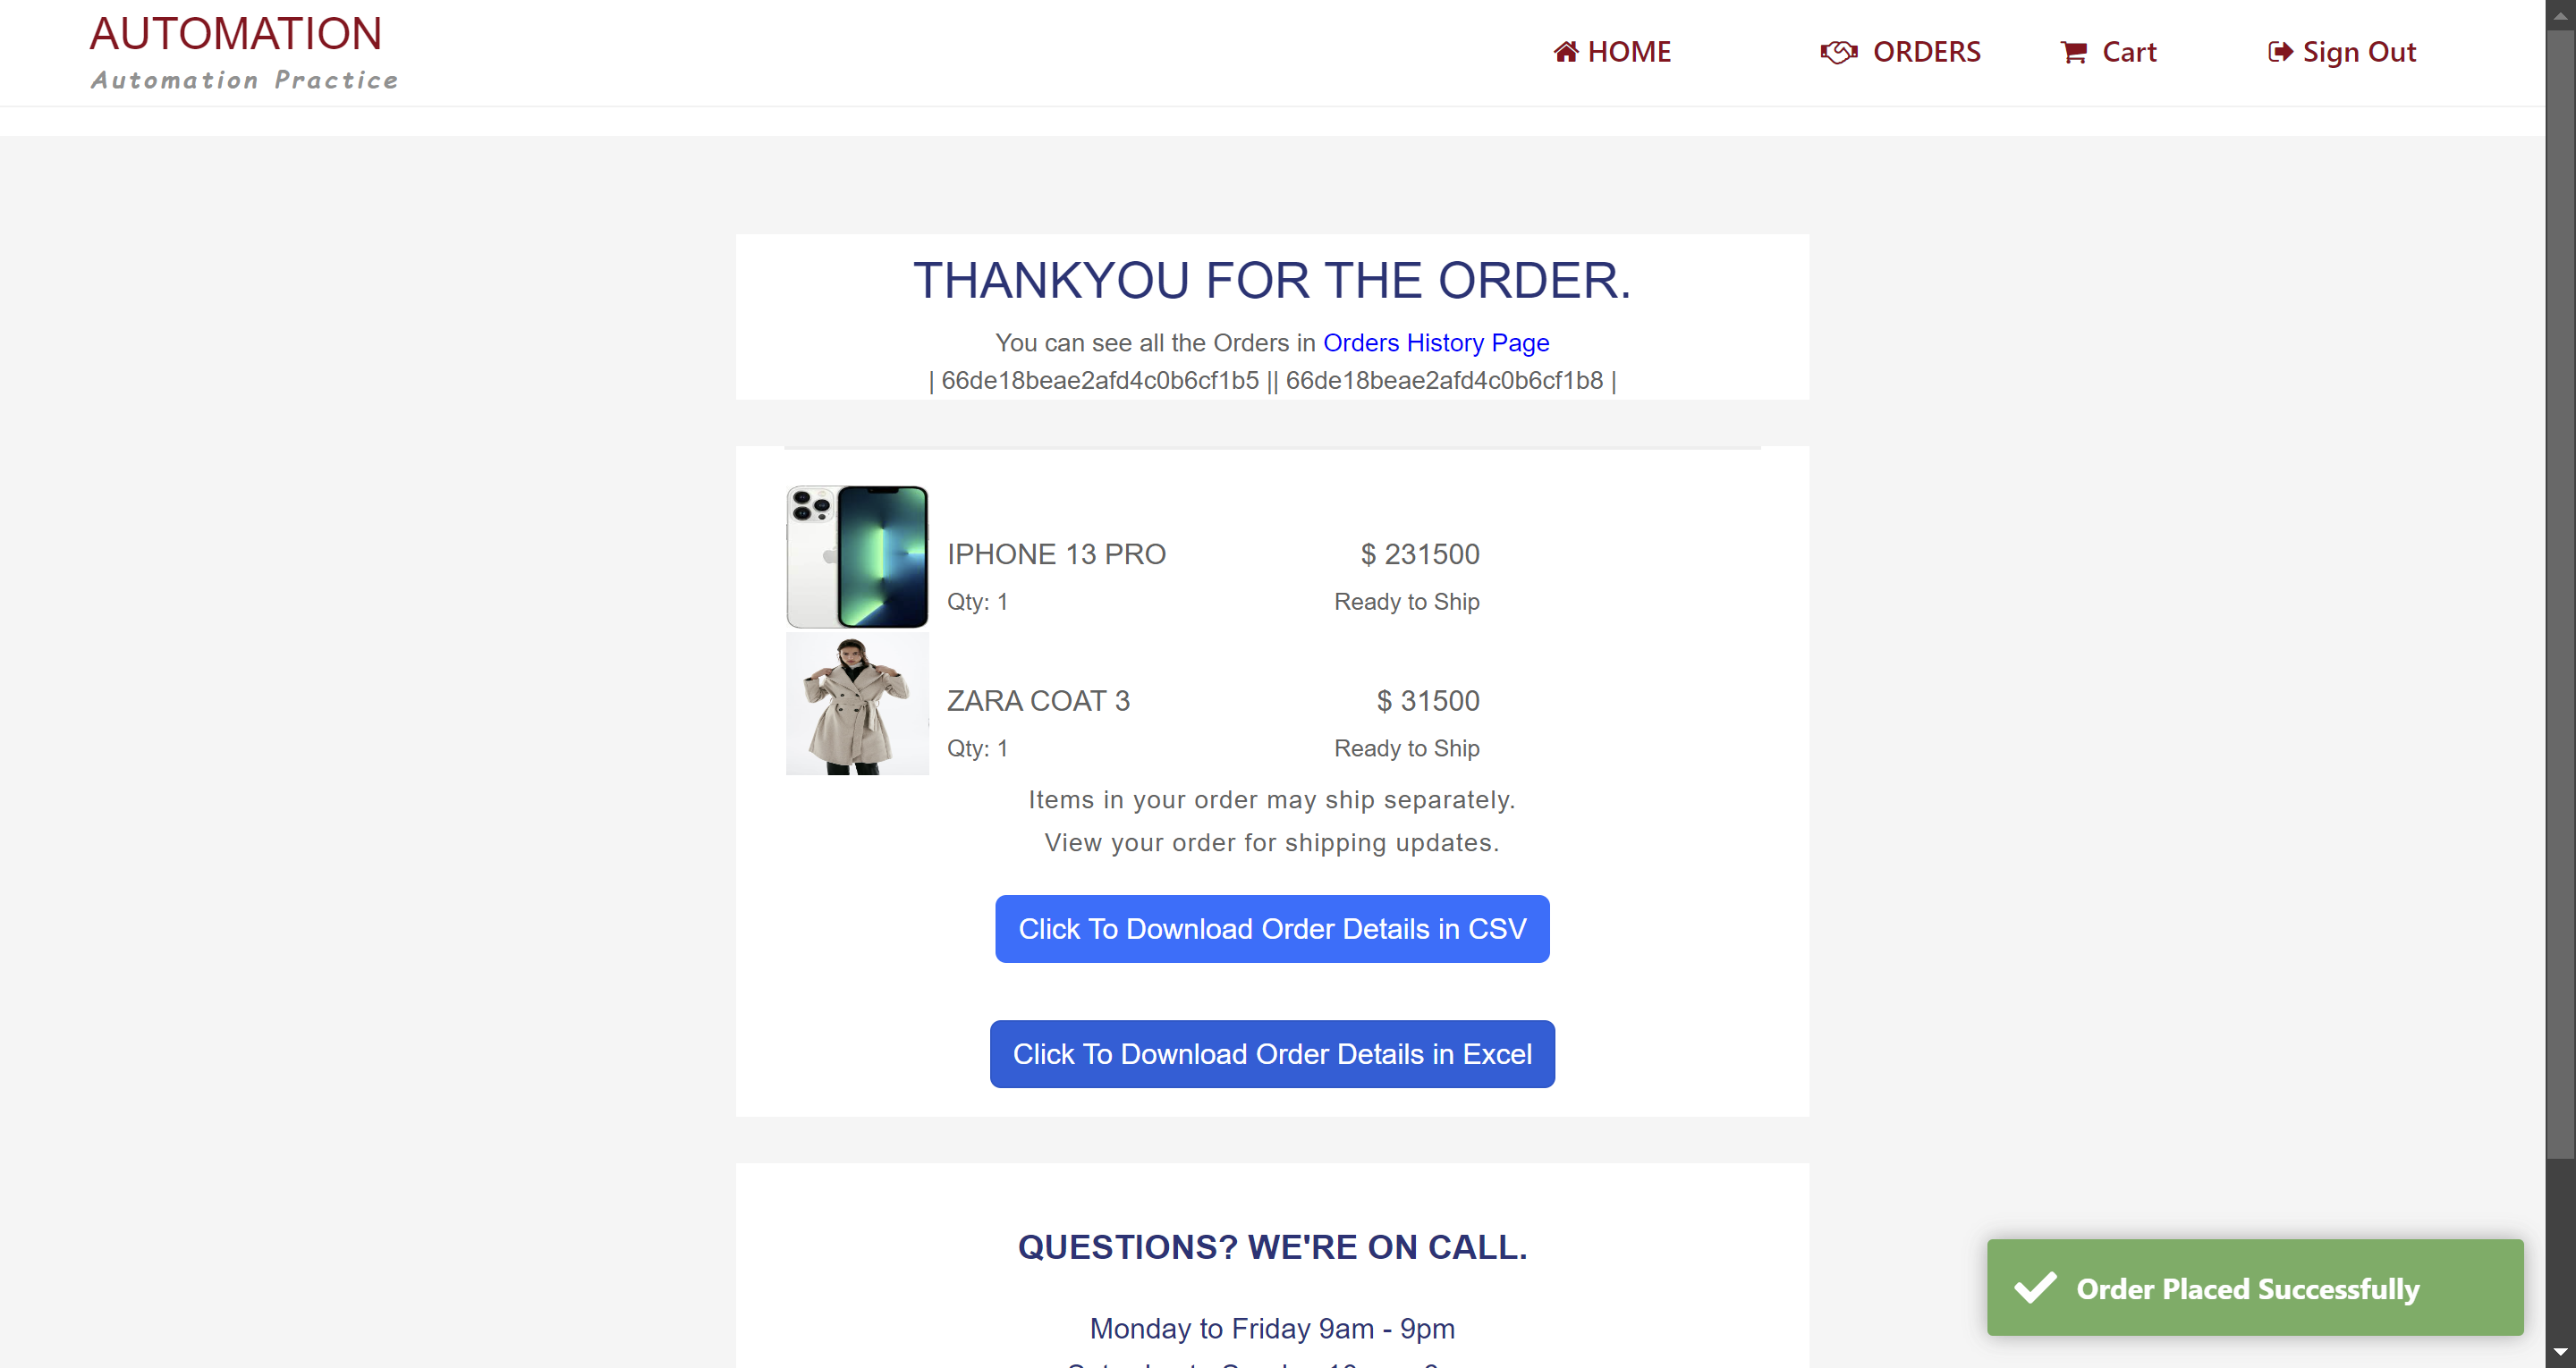 AUTOMATION
Automation Practice
HOME
ORDERS
Cart
Sign Out
THANKYOU FOR THE ORDER.
You can see all the Orders in Orders History Page
| 66de18beae2afd4c0b6cf1b5 || 66de18beae2afd4c0b6cf1b8 |
IPHONE 13 PRO
$ 231500
Qty: 1
Ready to Ship
ZARA COAT 3
$ 31500
Qty: 1
Ready to Ship
Items in your order may ship separately.
View your order for shipping updates.
Click To Download Order Details in CSV
Click To Download Order Details in Excel
QUESTIONS? WE'RE ON CALL.
Monday to Friday 9am - 9pm
Order Placed Successfully